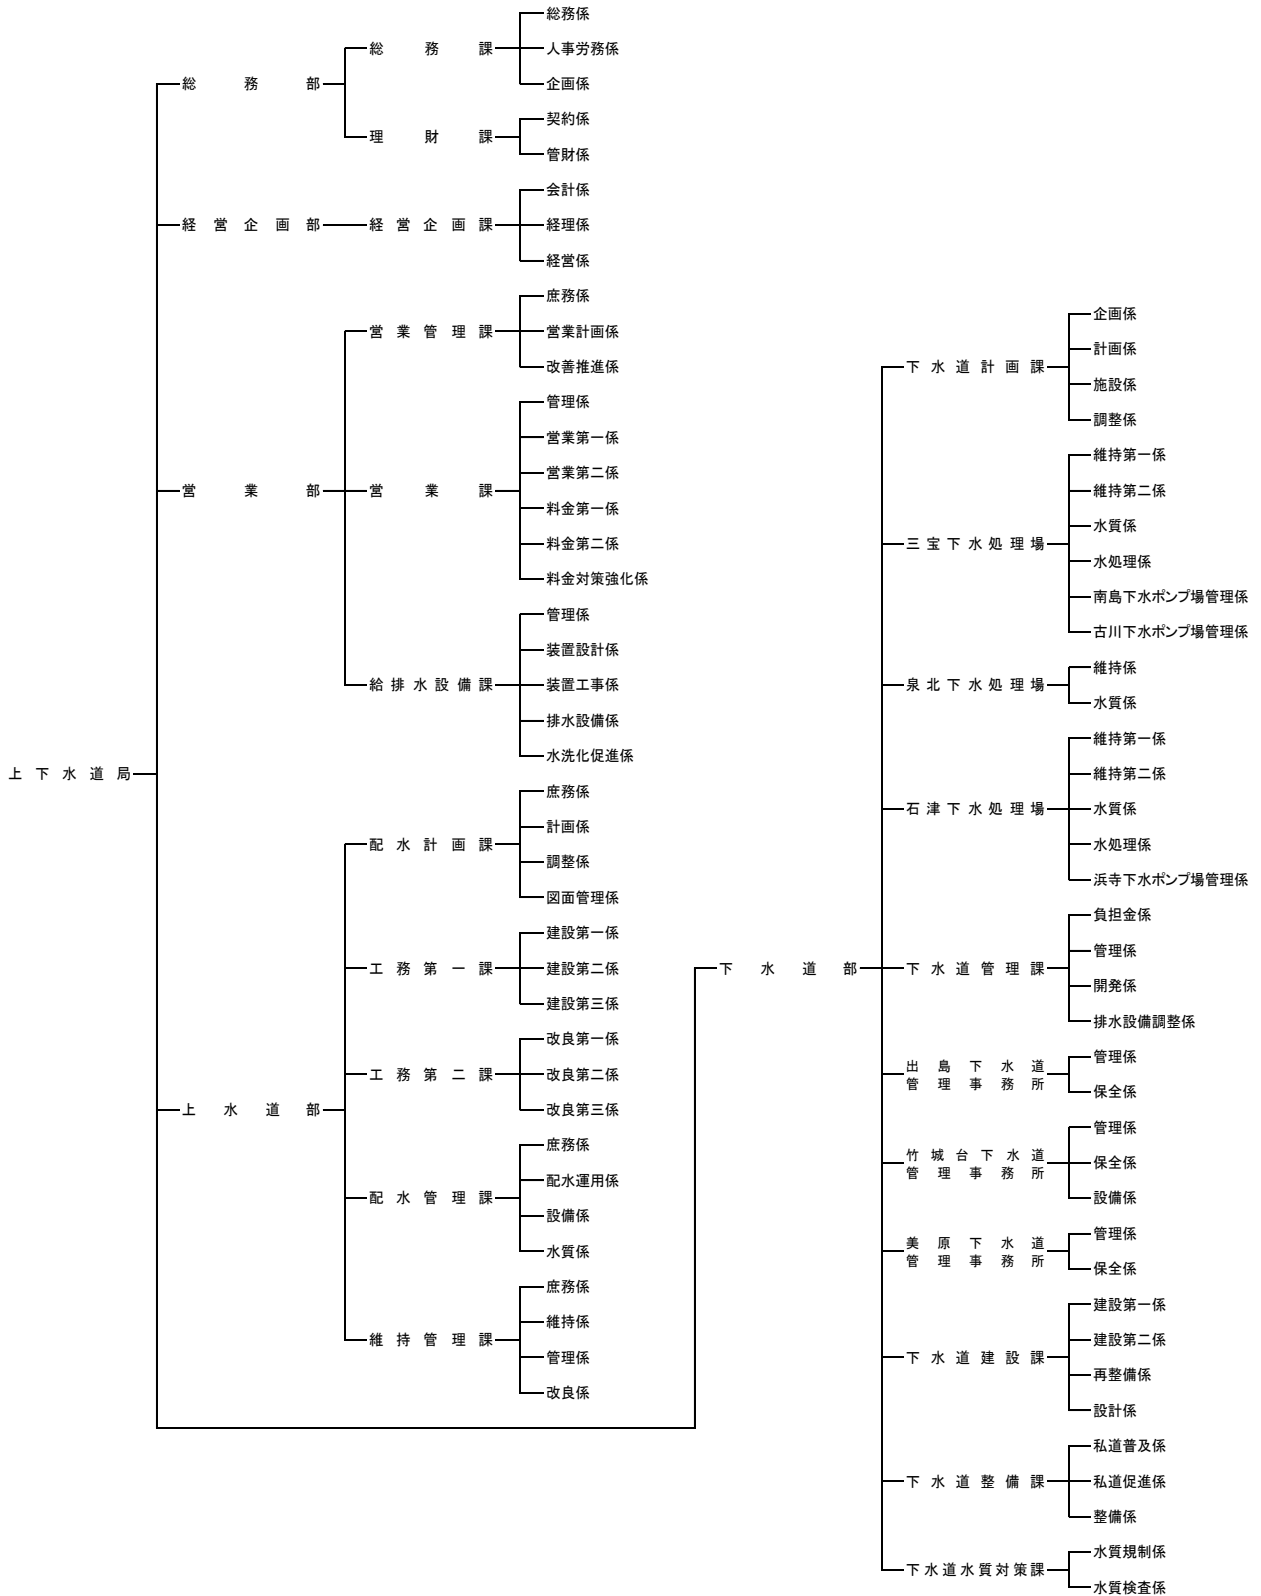 上下水道局
総務部
総務課
総務係
人事労務係
企画係
理財課
契約係
管財係
経営企画部
経営企画課
会計係
経理係
経営係
営業部
営業管理課
庶務係
営業計画係
改善推進係
営業課
管理係
営業第一係
営業第二係
料金第一係
料金第二係
料金対策強化係
給排水設備課
管理係
装置設計係
装置工事係
排水設備係
水洗化促進係
上水道部
配水計画課
庶務係
計画係
調整係
図面管理係
工務第一課
建設第一係
建設第二係
建設第三係
工務第二課
改良第一係
改良第二係
改良第三係
配水管理課
庶務係
配水運用係
設備係
水質係
維持管理課
庶務係
維持係
管理係
改良係
下水道部
下水道計画課
企画係
計画係
施設係
調整係
三宝下水処理場
維持第一係
維持第二係
水質係
水処理係
南島下水ポンプ場管理係
古川下水ポンプ場管理係
泉北下水処理場
維持係
水質係
石津下水処理場
維持第一係
維持第二係
水質係
水処理係
浜寺下水ポンプ場管理係
下水道管理課
負担金係
管理係
開発係
排水設備調整係
出島下水道
管理事務所
管理係
保全係
竹城台下水道
管理事務所
管理係
保全係
設備係
美原下水道
管理事務所
管理係
保全係
下水道建設課
建設第一係
建設第二係
再整備係
設計係
下水道整備課
私道普及係
私道促進係
整備係
下水道水質対策課
水質規制係
水質検査係